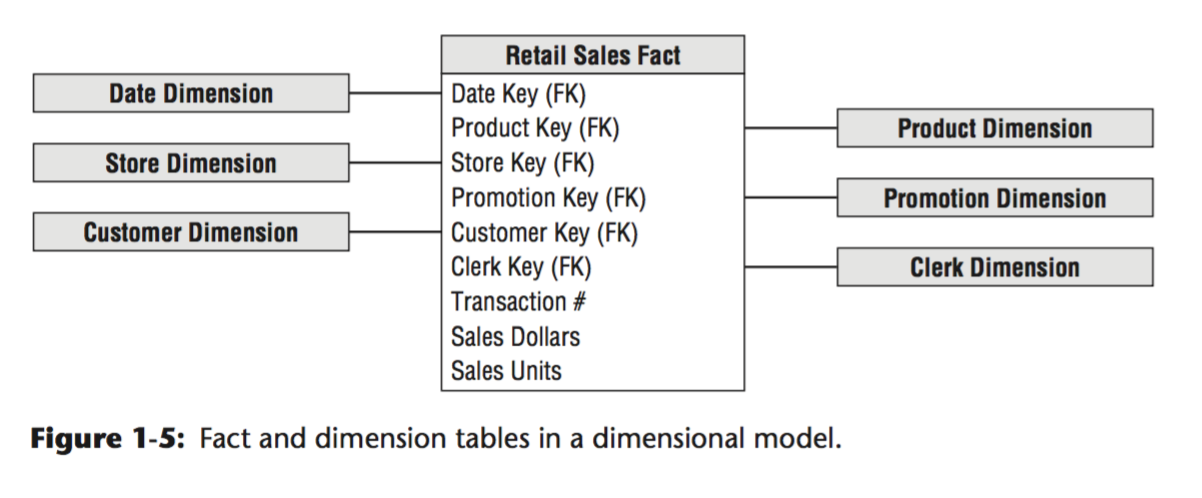 Retail Sales Fact
Date Dimension
Store Dimension
Customer Dimension
Date Key (FK)
Product Key (FK)
Store Key (FK)
Promotion Key (FK)
Customer Key (FK)
Clerk Key (FK)
Transaction #
Sales Dollars
Sales Units
Product Dimension
Promotion Dimension
Clerk Dimension
Figure 1-5: Fact and dimension tables in a dimensional model.